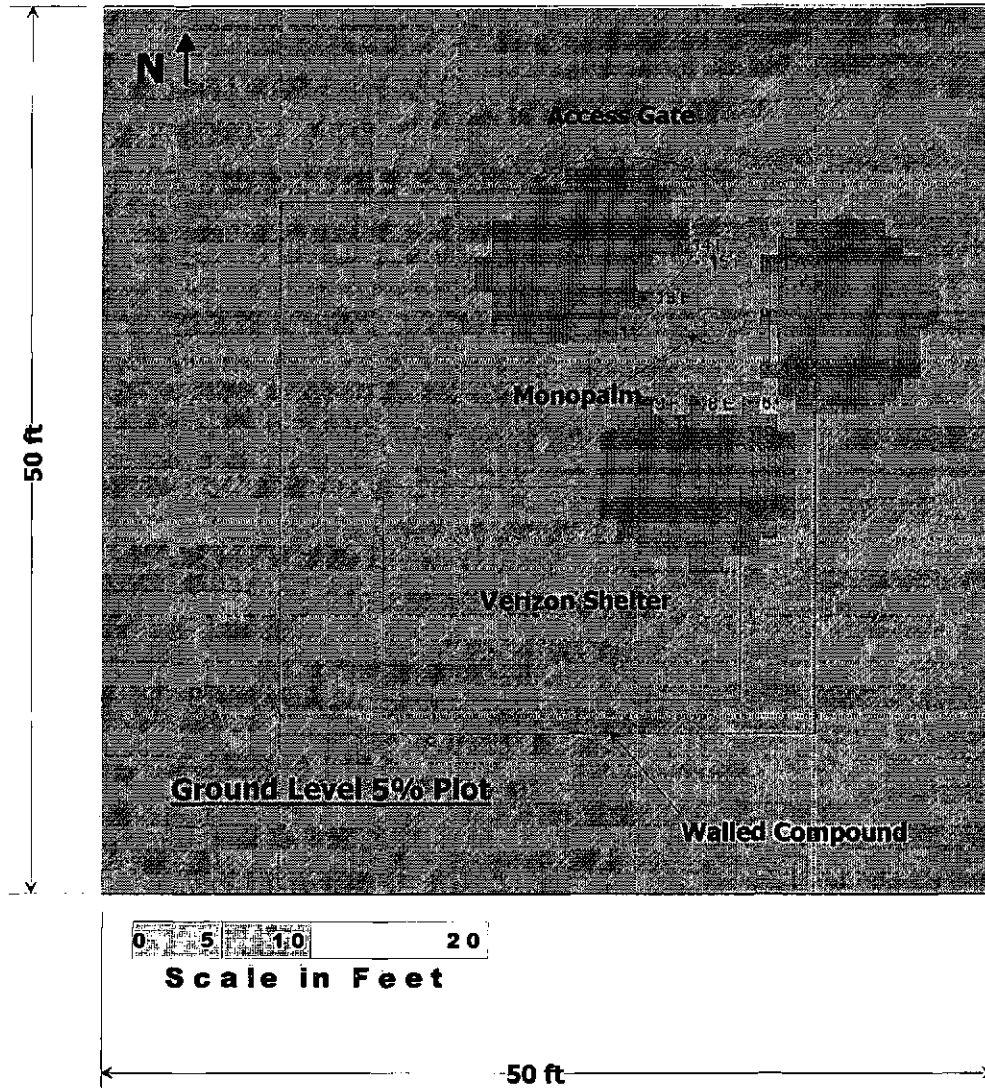 N
Access Gate
Monopalm
Verizon Shelter
Ground Level 5% Plot
Walled Compound
50 ft
0 5 10 20
Scale in Feet
50 ft